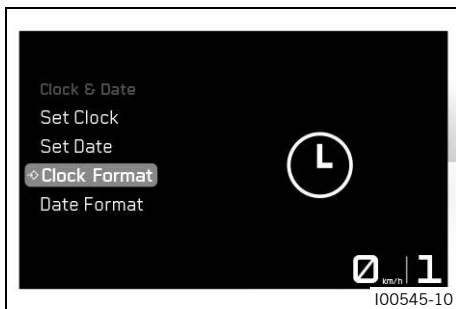 Clock & Date
Set Clock
Set Date
Clock Format
Date Format
0 km/h 1
I00545-10